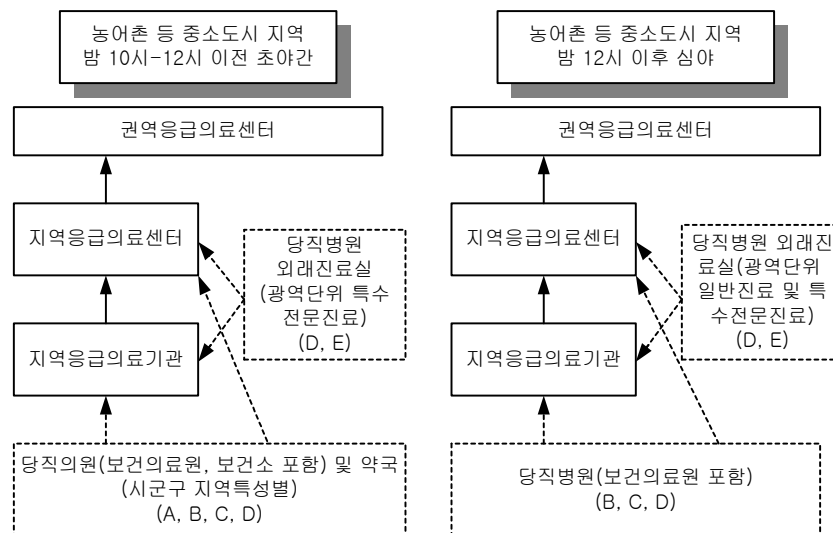 농어촌 등 중소도시 지역
밤 10시-12시 이전 초야간
권역응급의료센터
지역응급의료센터
당직병원
외래진료실
(광역단위 특수
전문진료)
(D, E)
지역응급의료기관
당직의원(보건의료원, 보건소 포함) 및 약국
(시군구 지역특성별)
(A, B, C, D)
농어촌 등 중소도시 지역
밤 12시 이후 심야
권역응급의료센터
지역응급의료센터
당직병원 외래진
료실(광역단위
일반진료 및 특
수전문진료)
(D, E)
지역응급의료기관
당직병원(보건의료원 포함)
(B, C, D)